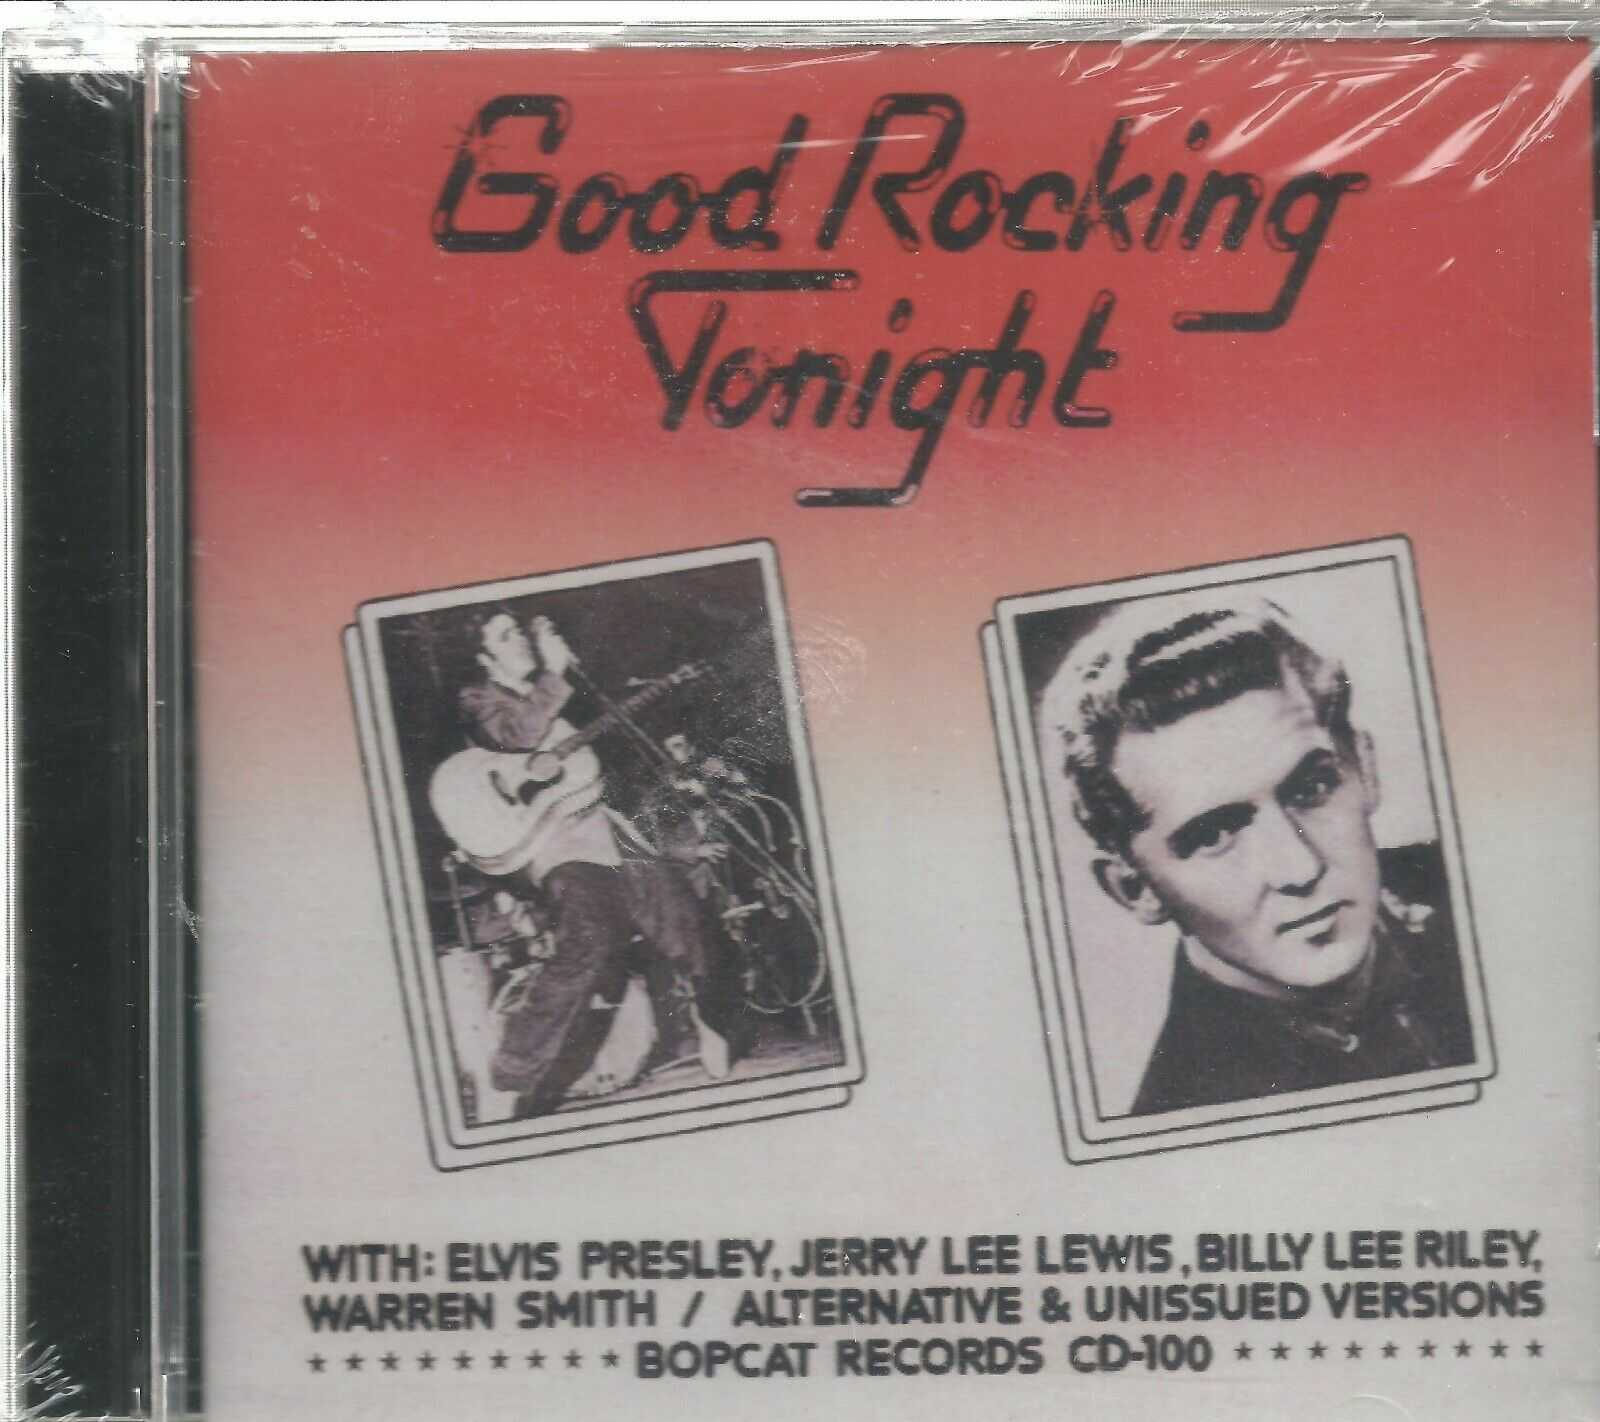 Good Rocking
Tonight
WITH: ELVIS PRESLEY, JERRY LEE LEWIS, BILLY LEE RILEY,
WARREN SMITH / ALTERNATIVE & UNISSUED VERSIONS
★ ★ ★ ★ ★ ★ ★ ★ ★ BOPCAT RECORDS CD-100 ★ ★ ★ ★ ★ ★ ★ ★ ★